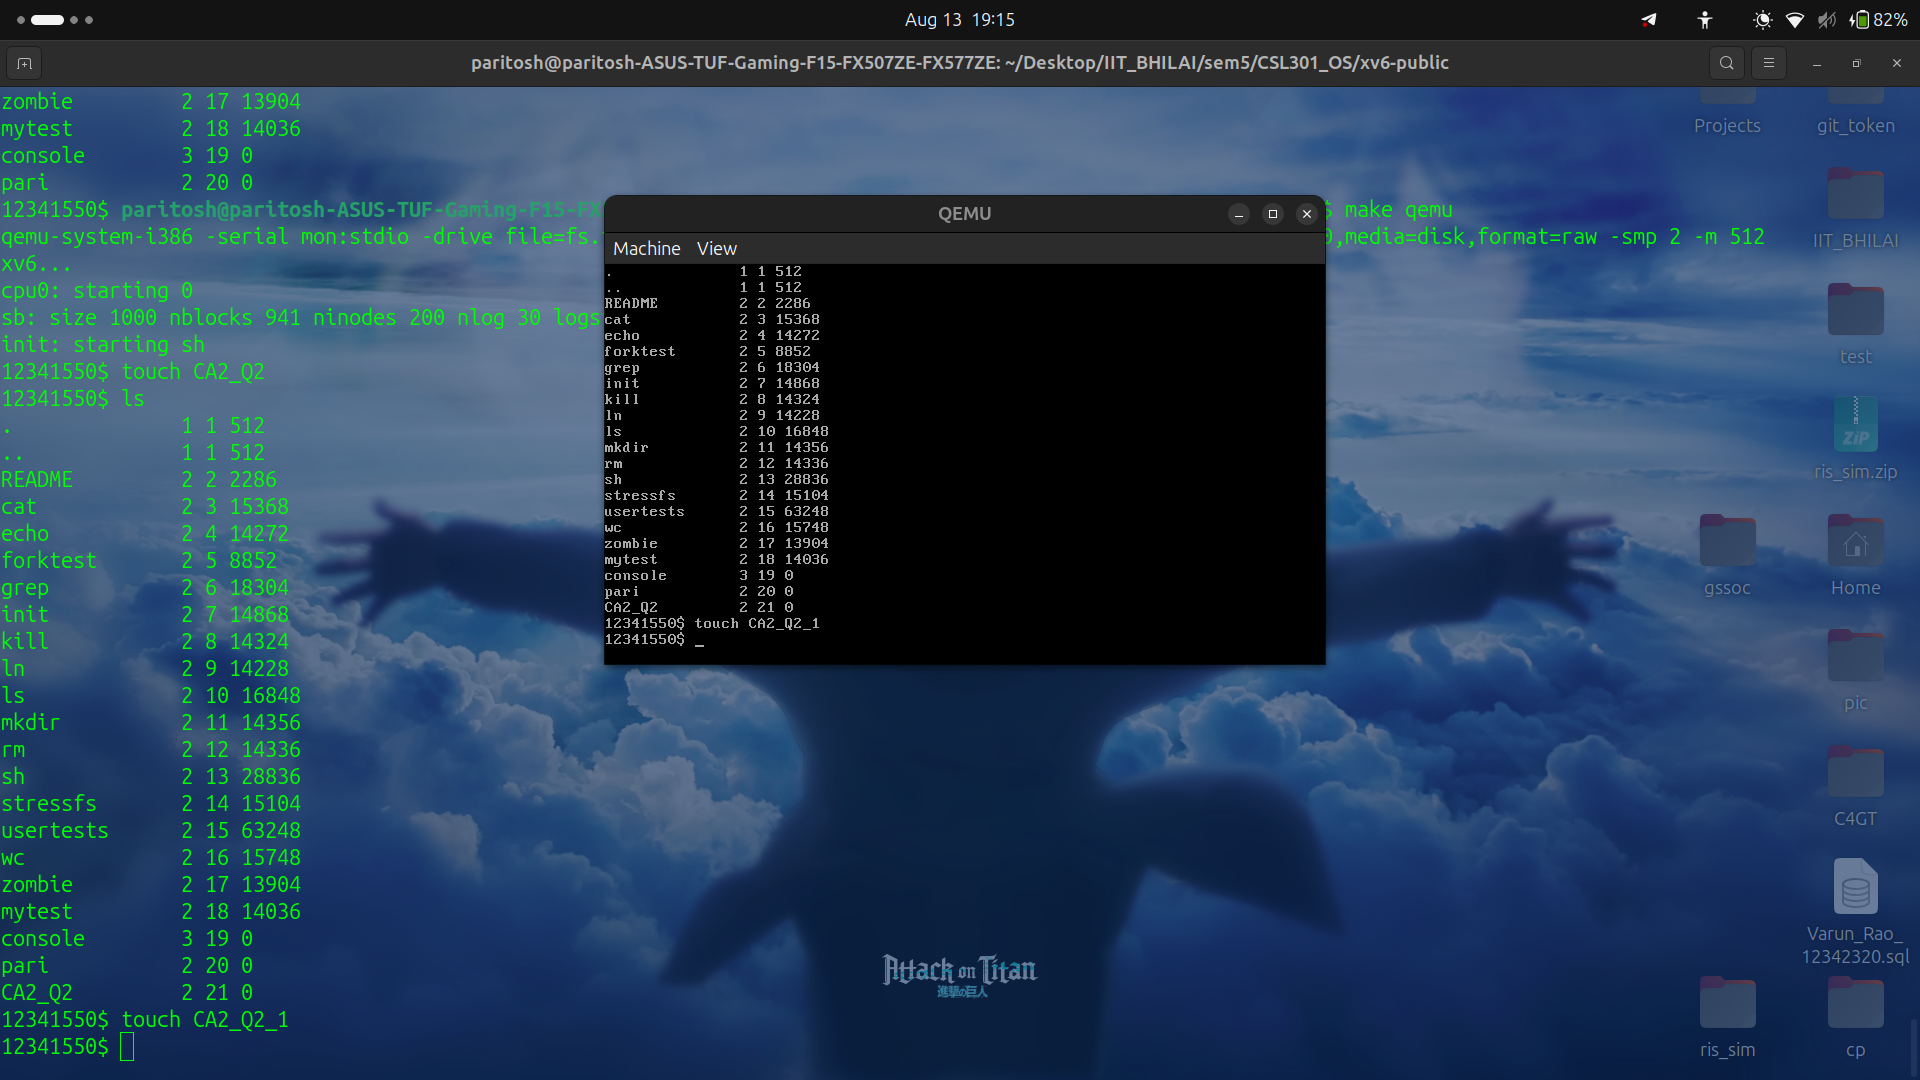 Aug 13 19:15
82%
paritosh@paritosh-ASUS-TUF-Gaming-F15-FX507ZE-FX577ZE: ~/Desktop/IIT_BHILAI/sem5/CSL301_OS/xv6-public
zombie 2 17 13904
mytest 2 18 14036
console 3 19 0
pari 2 20 0
12341550$ paritosh@paritosh-ASUS-TUF-Gaming-F15-FX $ make qemu
qemu-system-i386 -serial mon:stdio -drive file=fs. ,media=disk,format=raw -smp 2 -m 512
xv6...
cpu0: starting 0
sb: size 1000 nblocks 941 ninodes 200 nlog 30 logs
init: starting sh
12341550$ touch CA2_Q2
12341550$ ls
. 1 1 512
.. 1 1 512
README 2 2 2286
cat 2 3 15368
echo 2 4 14272
forktest 2 5 8852
grep 2 6 18304
init 2 7 14868
kill 2 8 14324
ln 2 9 14228
ls 2 10 16848
mkdir 2 11 14356
rm 2 12 14336
sh 2 13 28836
stressfs 2 14 15104
usertests 2 15 63248
wc 2 16 15748
zombie 2 17 13904
mytest 2 18 14036
console 3 19 0
pari 2 20 0
CA2_Q2 2 21 0
12341550$ touch CA2_Q2_1
12341550$
QEMU
Machine View
. 1 1 512
.. 1 1 512
README 2 2 2286
cat 2 3 15368
echo 2 4 14272
forktest 2 5 8852
grep 2 6 18304
init 2 7 14868
kill 2 8 14324
ln 2 9 14228
ls 2 10 16848
mkdir 2 11 14356
rm 2 12 14336
sh 2 13 28836
stressfs 2 14 15104
usertests 2 15 63248
wc 2 16 15748
zombie 2 17 13904
mytest 2 18 14036
console 3 19 0
pari 2 20 0
CA2_Q2 2 21 0
12341550$ touch CA2_Q2_1
12341550$ _
Projects
git_token
IIT_BHILAI
test
ZIP
ris_sim.zip
gssoc
Home
pic
C4GT
Varun_Rao_
12342320.sql
ris_sim
cp
Attack on Titan
進撃の巨人